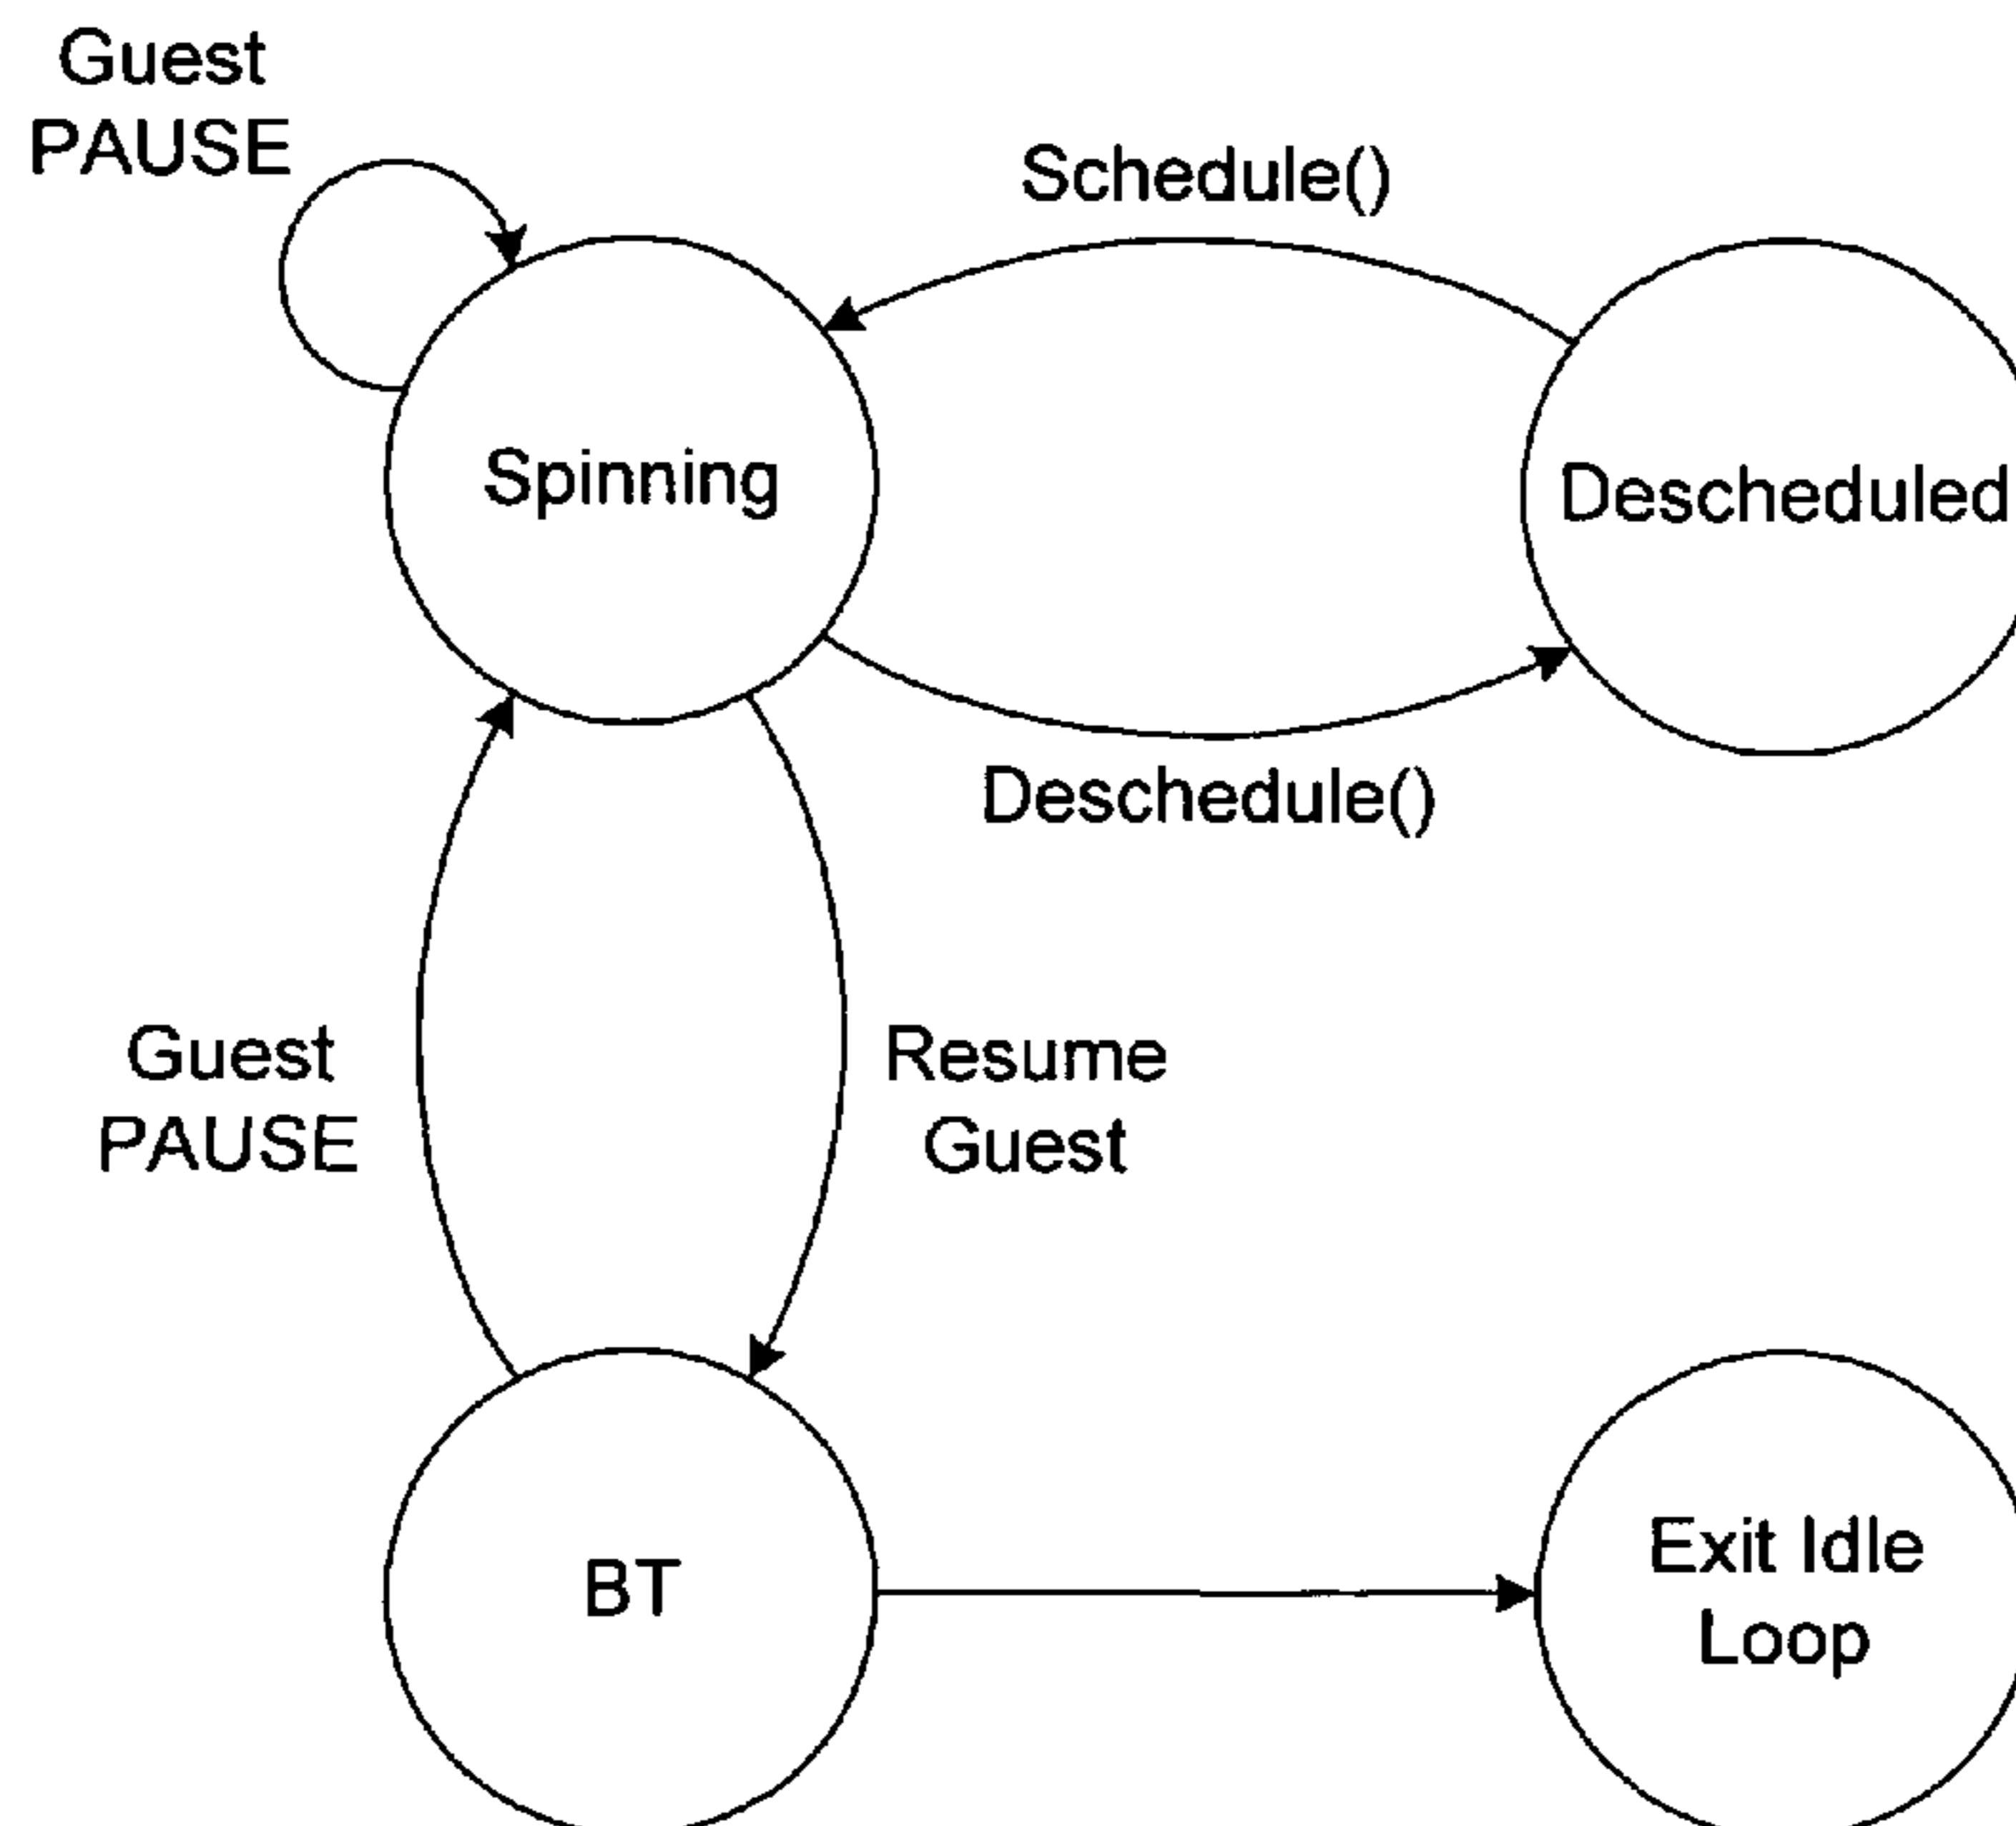 Guest
PAUSE
Schedule()
Spinning
Descheduled
Deschedule()
Guest
PAUSE
Resume
Guest
BT
Exit Idle
Loop